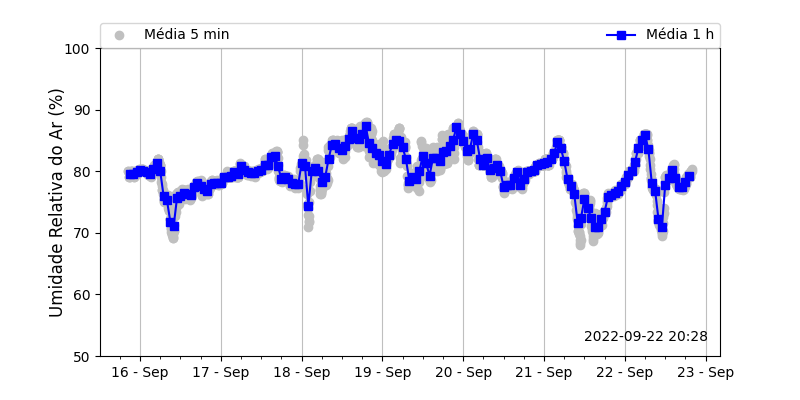 Média 5 min
Média 1 h
Umidade Relativa do Ar (%)
100
90
80
70
60
50
2022-09-22 20:28
16 - Sep
17 - Sep
18 - Sep
19 - Sep
20 - Sep
21 - Sep
22 - Sep
23 - Sep